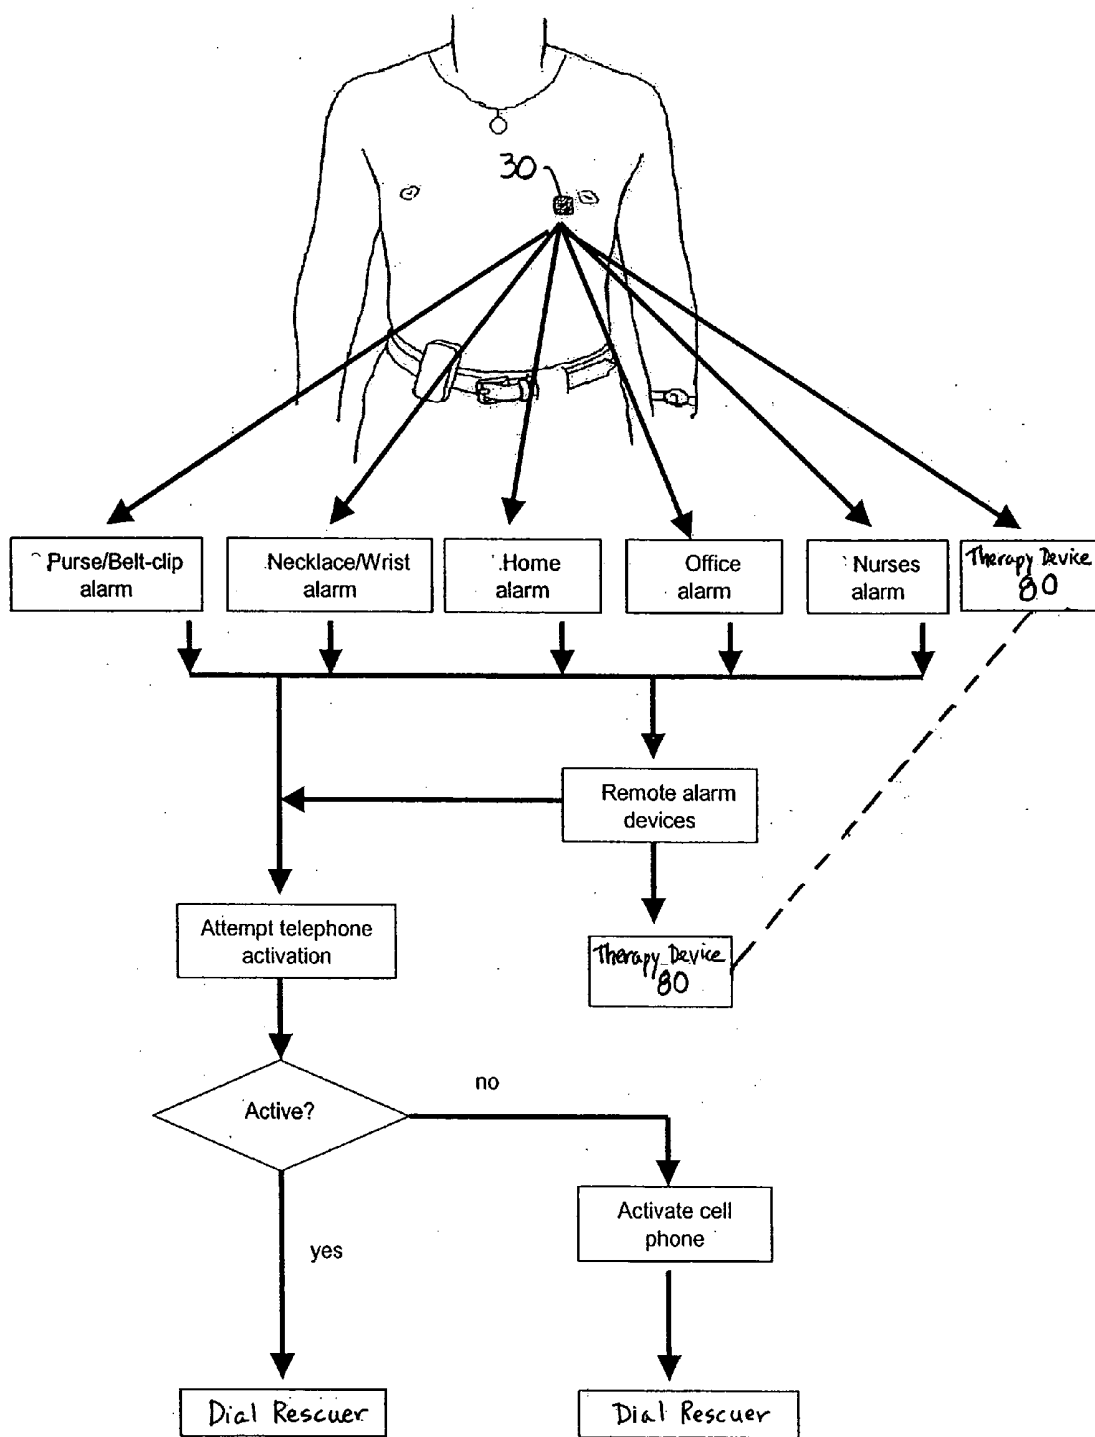 30
Purse/Belt-clip
alarm
Necklace/Wrist
alarm
Home
alarm
Office
alarm
Nurses
alarm
Therapy Device
80
Remote alarm
devices
Attempt telephone
activation
Therapy Device
80
Active?
no
Activate cell
phone
yes
Dial Rescuer
Dial Rescuer